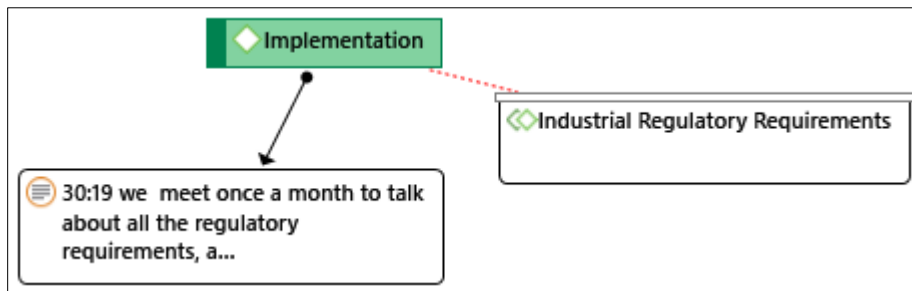 Implementation
Industrial Regulatory Requirements
30:19 we  meet once a month to talk
about all the regulatory
requirements, a...